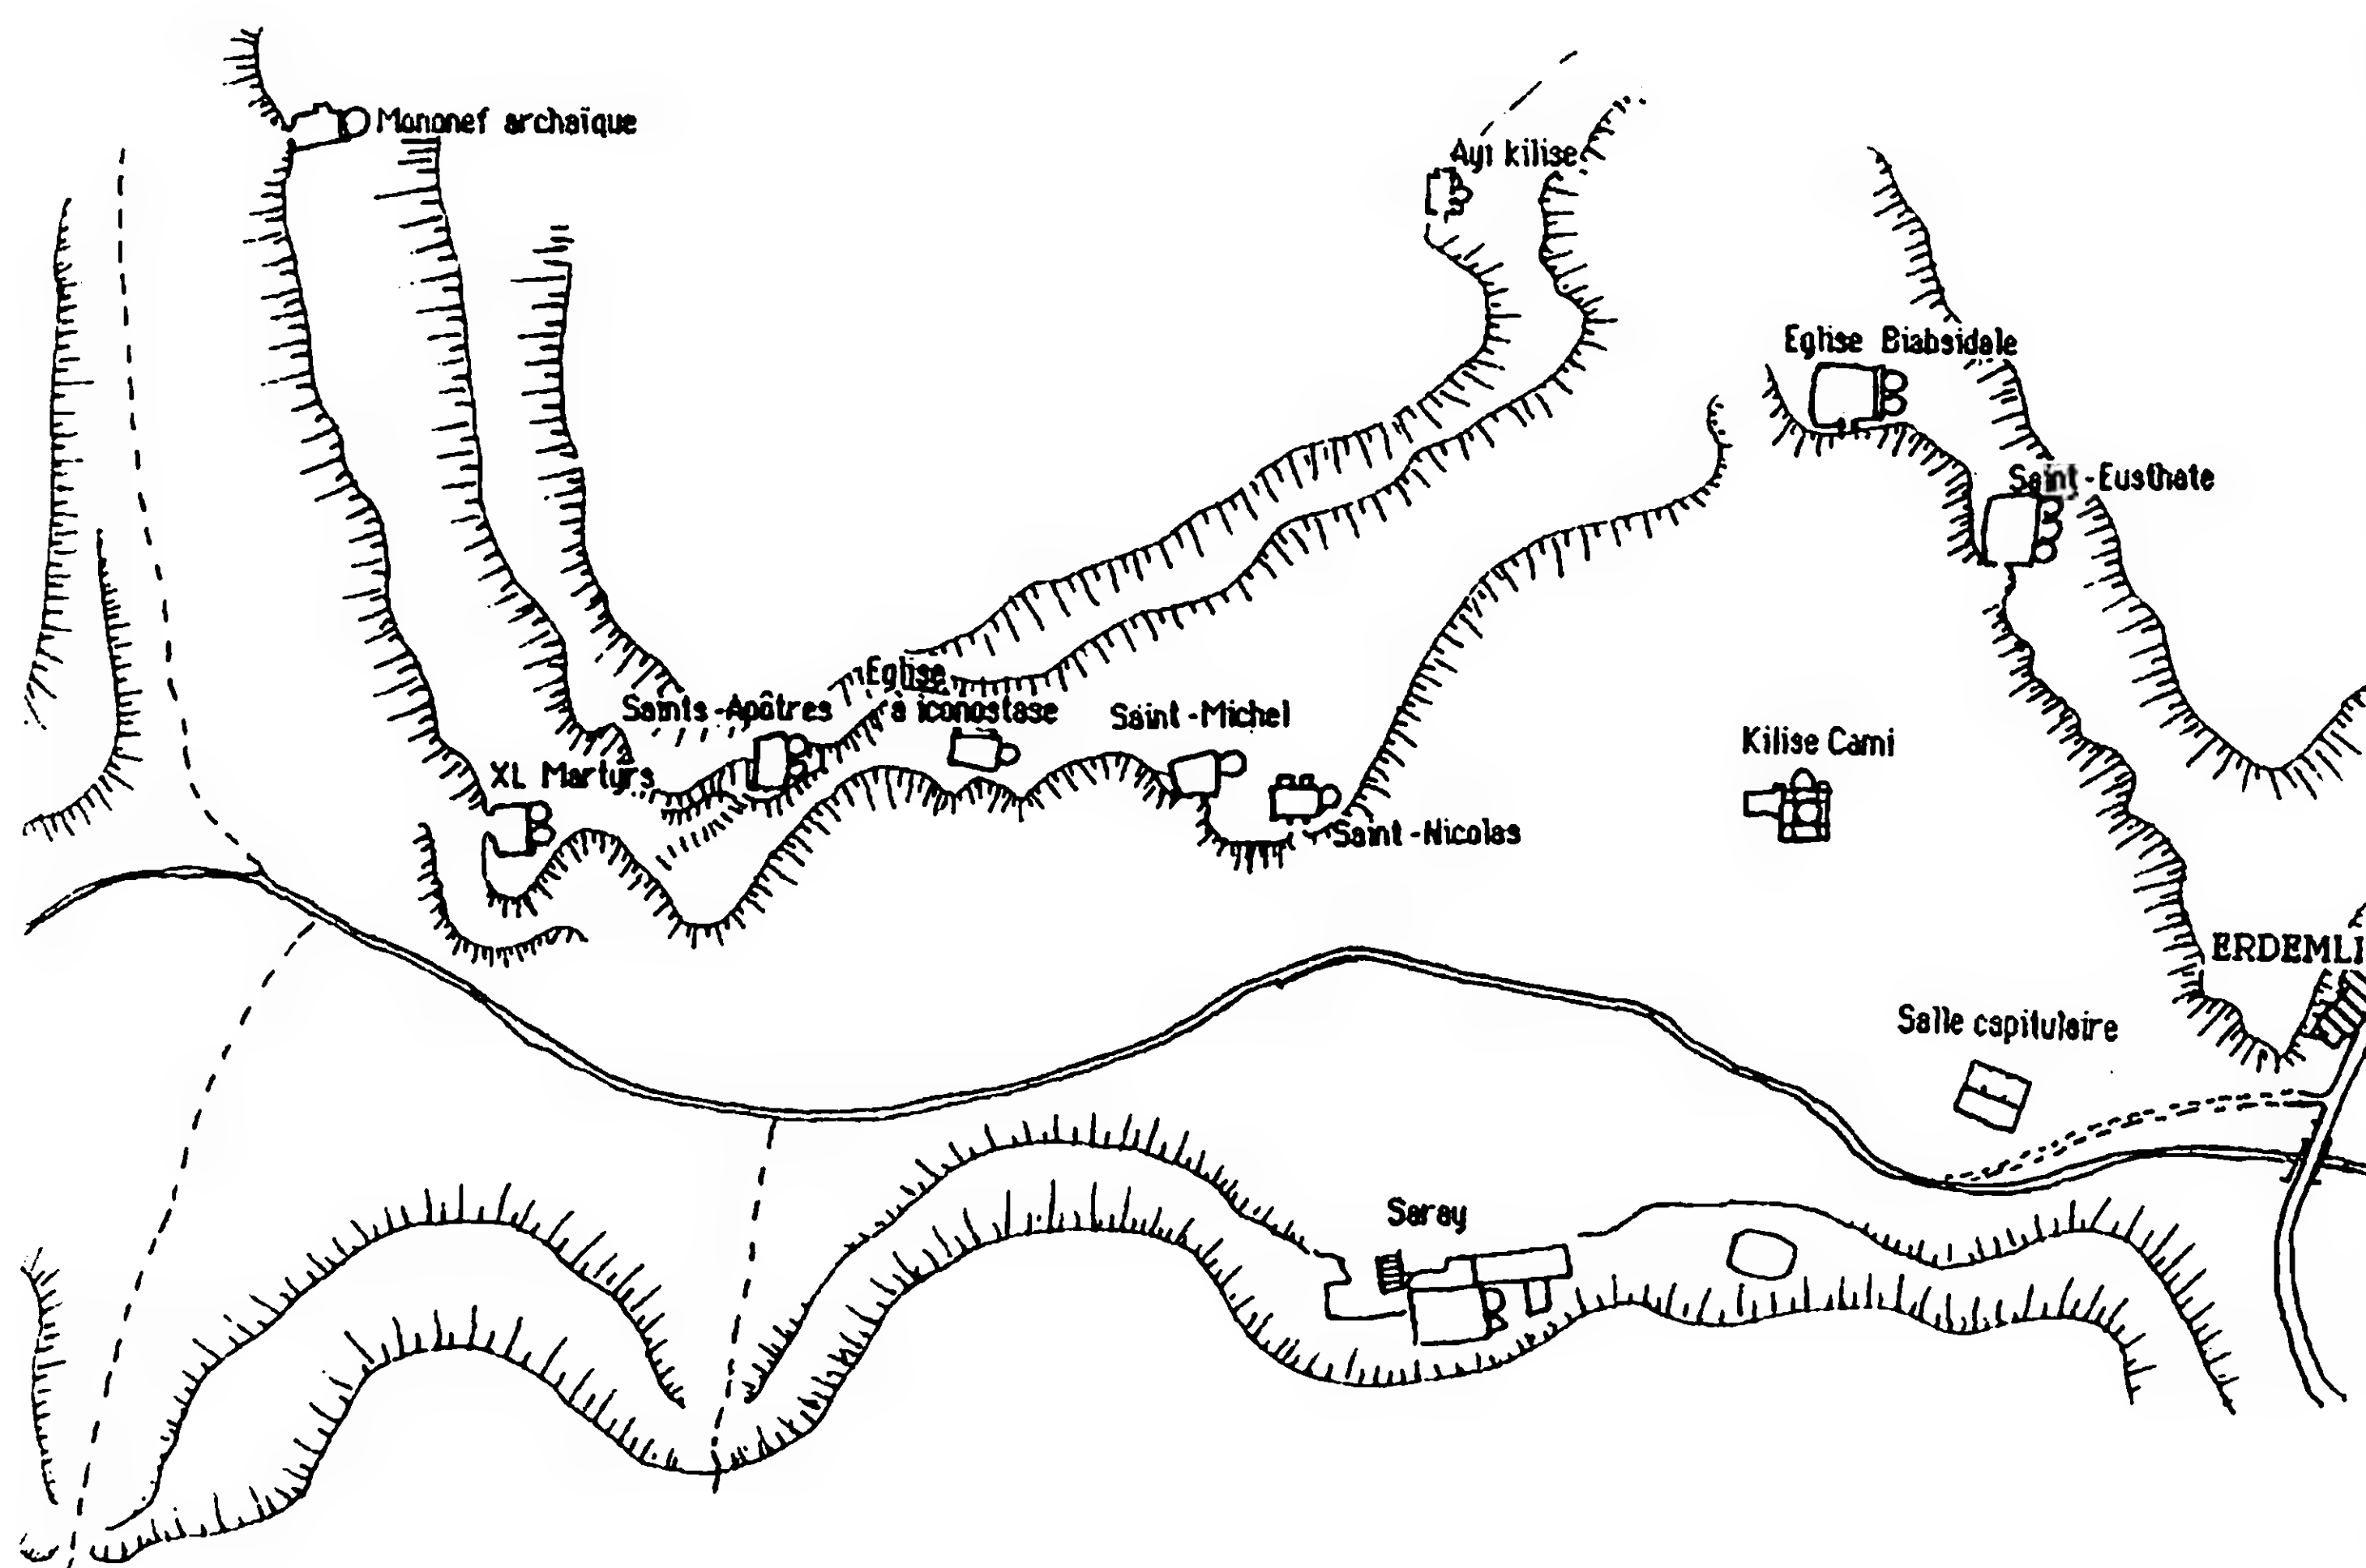 Mononef archaïque
Ayı kilise
Eglise Biabsidale
Saint-Eusthate
Eglise
à iconostase
Saints-Apôtres
Saint-Michel
Kilise Cami
XL Martyrs
Saint-Nicolas
ERDEMLI
Salle capitulaire
Saray